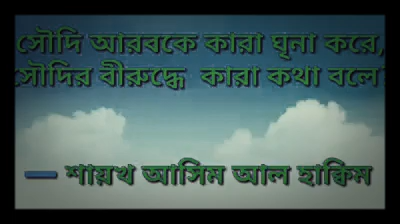 সৌদি আরবকে কারা ঘৃনা করে,
সৌদির বীরুদ্ধে কারা কথা বলে?
— শায়খ আসিম আল হাক্বিম